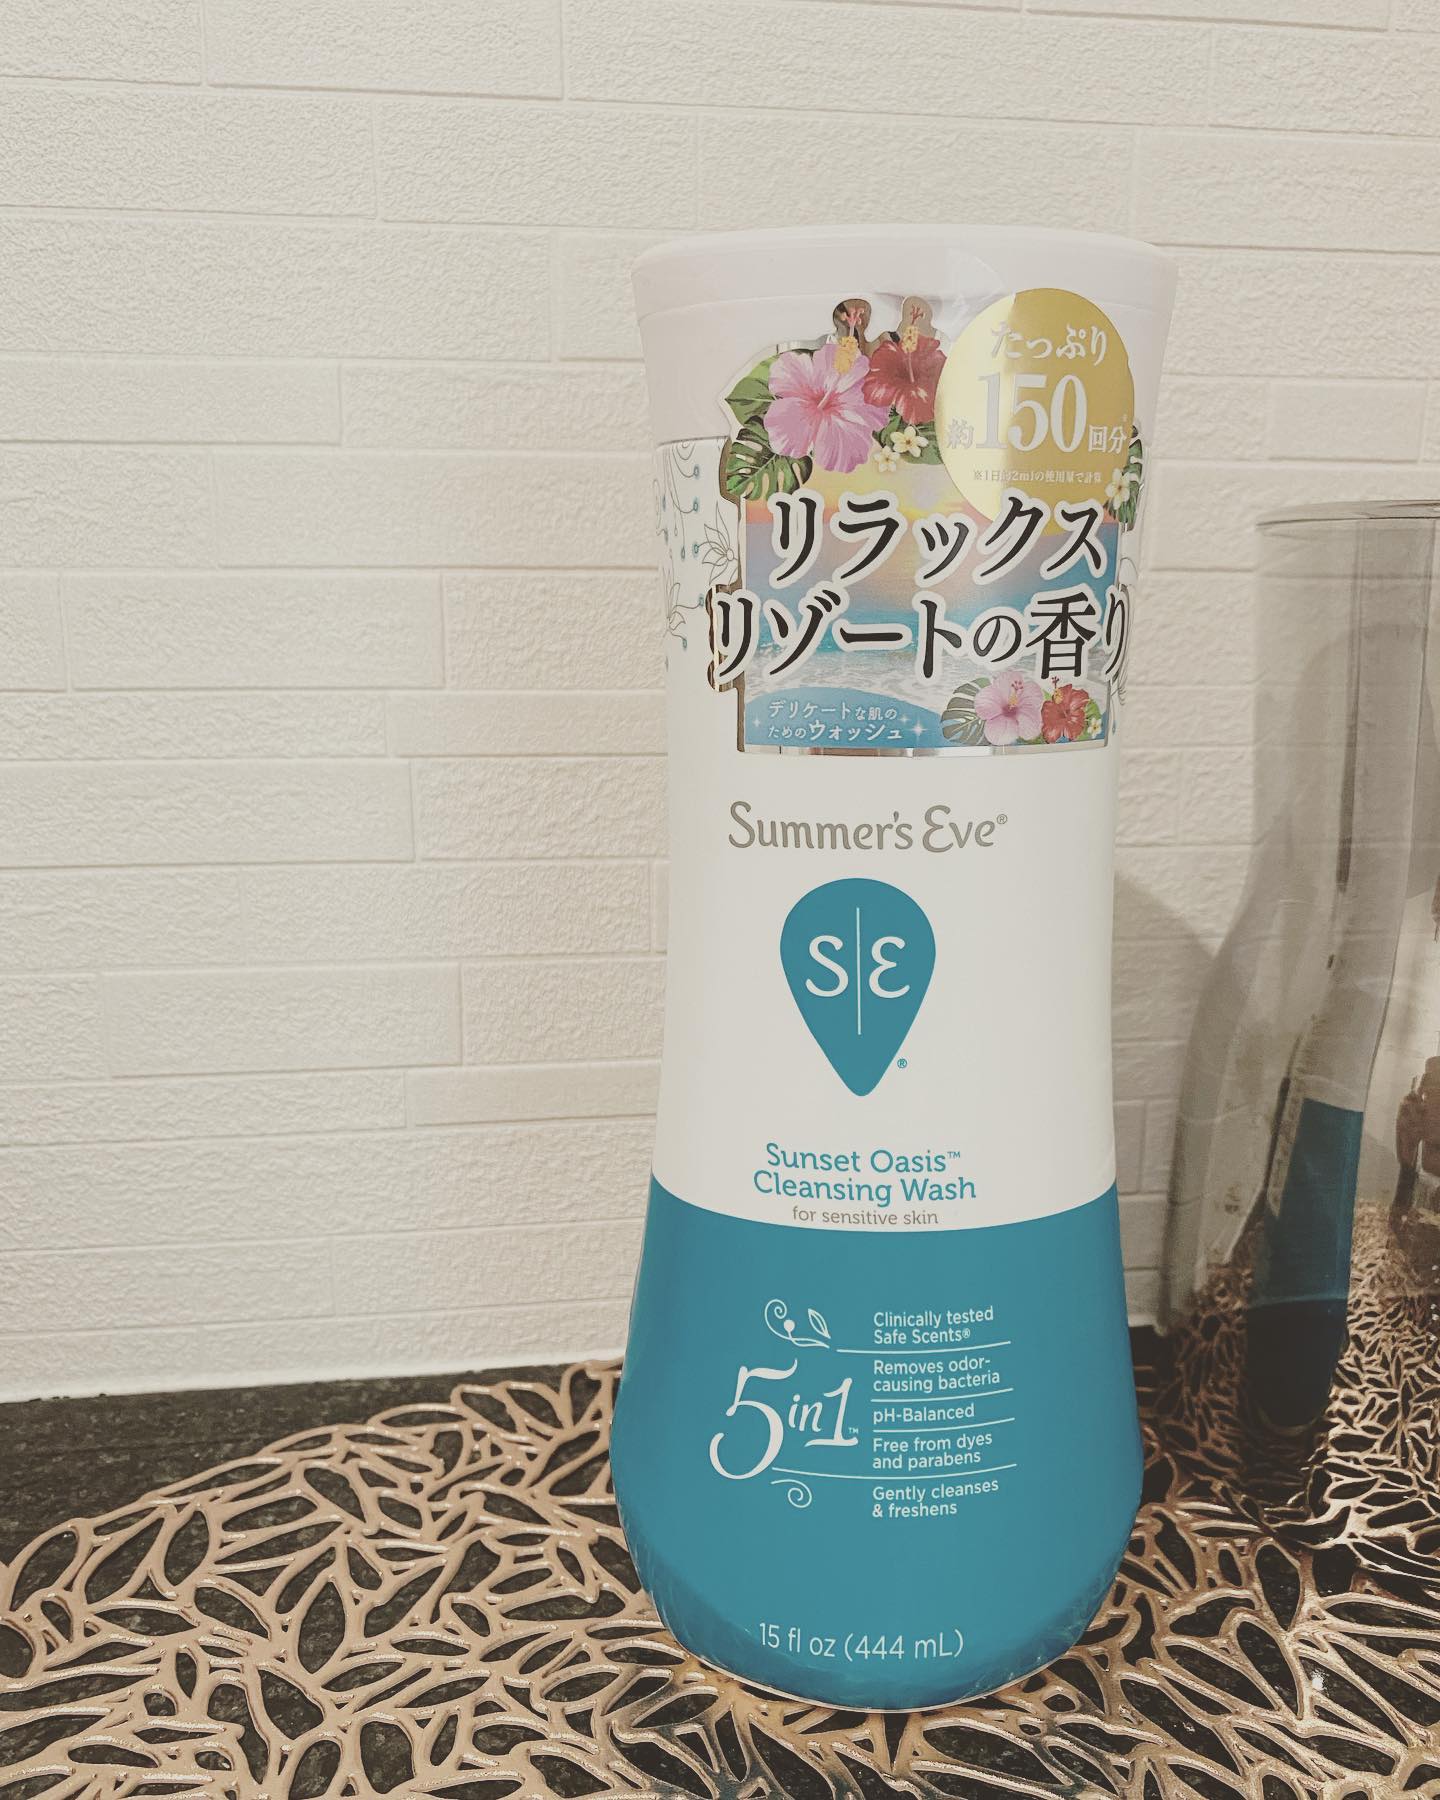 たっぷり
約150回分※
※1日約2mlの使用量で計算
リラックス
リゾートの香り
デリケートな肌の
ためのウォッシュ
Summer's Eve®
S|E
®
Sunset Oasis™
Cleansing Wash
for sensitive skin
5in1™
Clinically tested
Safe Scents®
Removes odor-
causing bacteria
pH-Balanced
Free from dyes
and parabens
Gently cleanses
& freshens
15 fl oz (444 mL)